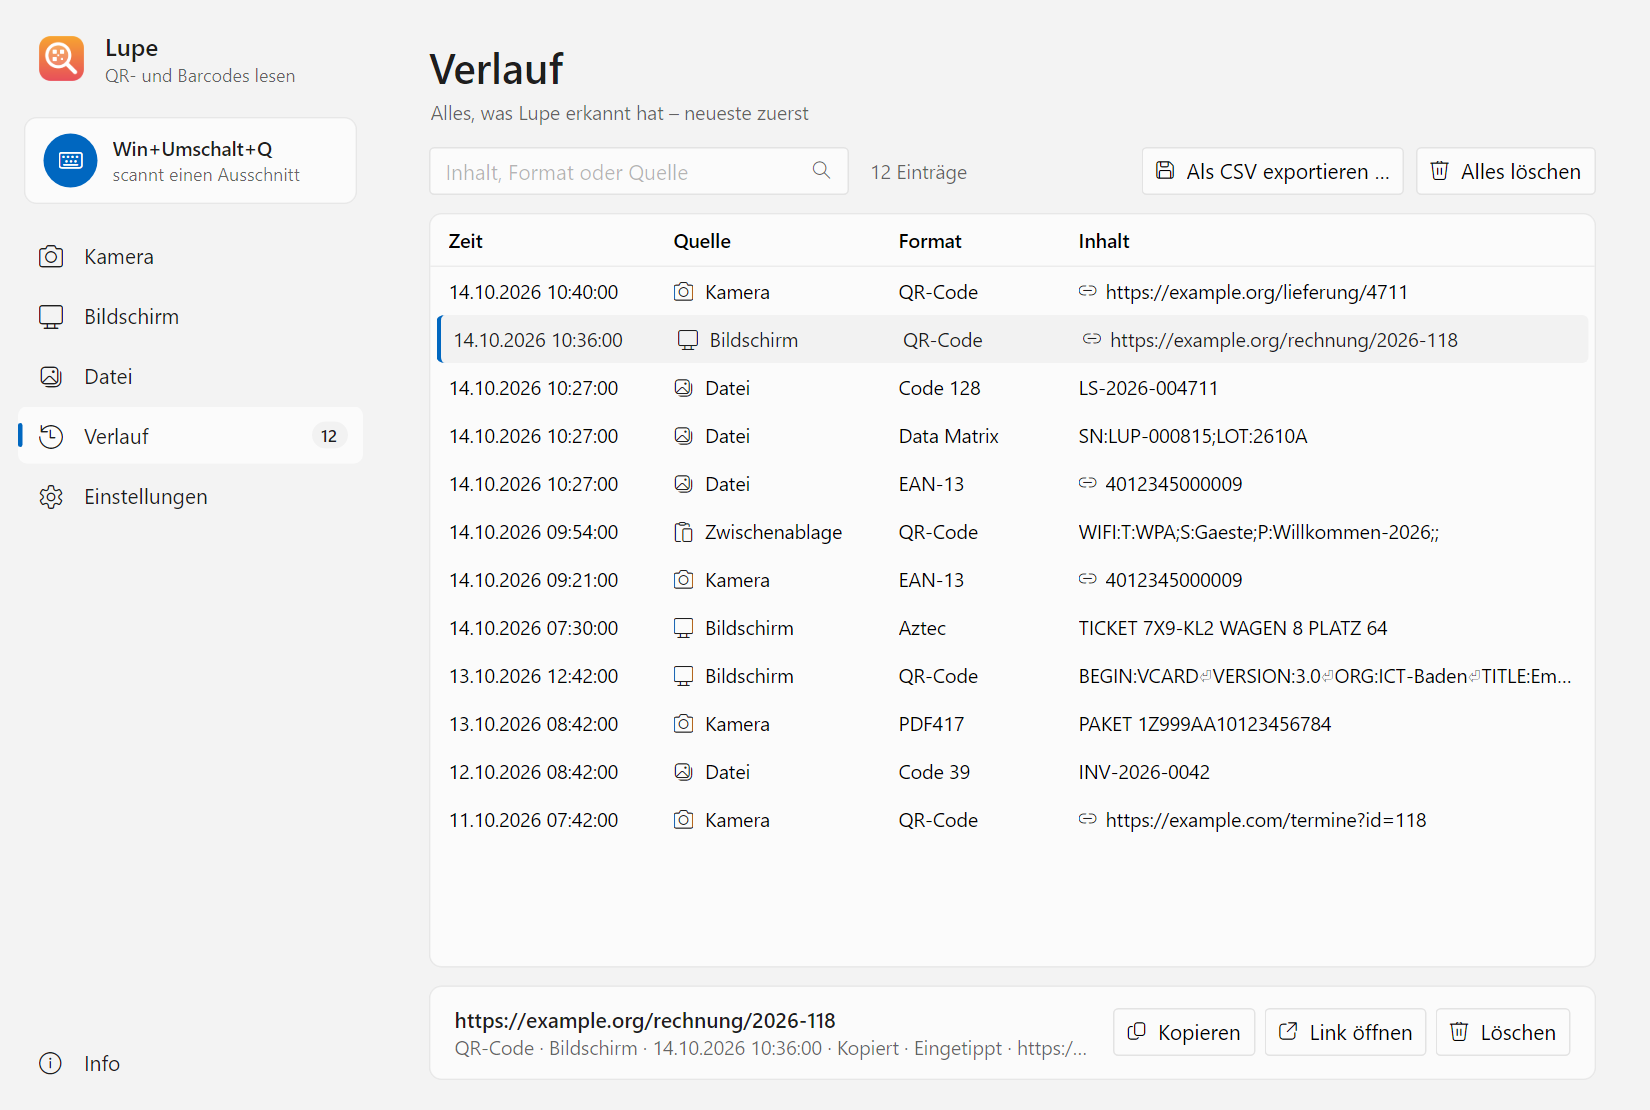 Lupe
QR- und Barcodes lesen
Win+Umschalt+Q
scannt einen Ausschnitt
Kamera
Bildschirm
Datei
Verlauf 12
Einstellungen
Info
Verlauf
Alles, was Lupe erkannt hat – neueste zuerst
Inhalt, Format oder Quelle
12 Einträge
Als CSV exportieren ...
Alles löschen
Zeit Quelle Format Inhalt
14.10.2026 10:40:00 Kamera QR-Code https://example.org/lieferung/4711
14.10.2026 10:36:00 Bildschirm QR-Code https://example.org/rechnung/2026-118
14.10.2026 10:27:00 Datei Code 128 LS-2026-004711
14.10.2026 10:27:00 Datei Data Matrix SN:LUP-000815;LOT:2610A
14.10.2026 10:27:00 Datei EAN-13 4012345000009
14.10.2026 09:54:00 Zwischenablage QR-Code WIFI:T:WPA;S:Gaeste;P:Willkommen-2026;;
14.10.2026 09:21:00 Kamera EAN-13 4012345000009
14.10.2026 07:30:00 Bildschirm Aztec TICKET 7X9-KL2 WAGEN 8 PLATZ 64
13.10.2026 12:42:00 Bildschirm QR-Code BEGIN:VCARD⏎VERSION:3.0⏎ORG:ICT-Baden⏎TITLE:Em...
13.10.2026 08:42:00 Kamera PDF417 PAKET 1Z999AA10123456784
12.10.2026 08:42:00 Datei Code 39 INV-2026-0042
11.10.2026 07:42:00 Kamera QR-Code https://example.com/termine?id=118
https://example.org/rechnung/2026-118
QR-Code · Bildschirm · 14.10.2026 10:36:00 · Kopiert · Eingetippt · https:/...
Kopieren
Link öffnen
Löschen